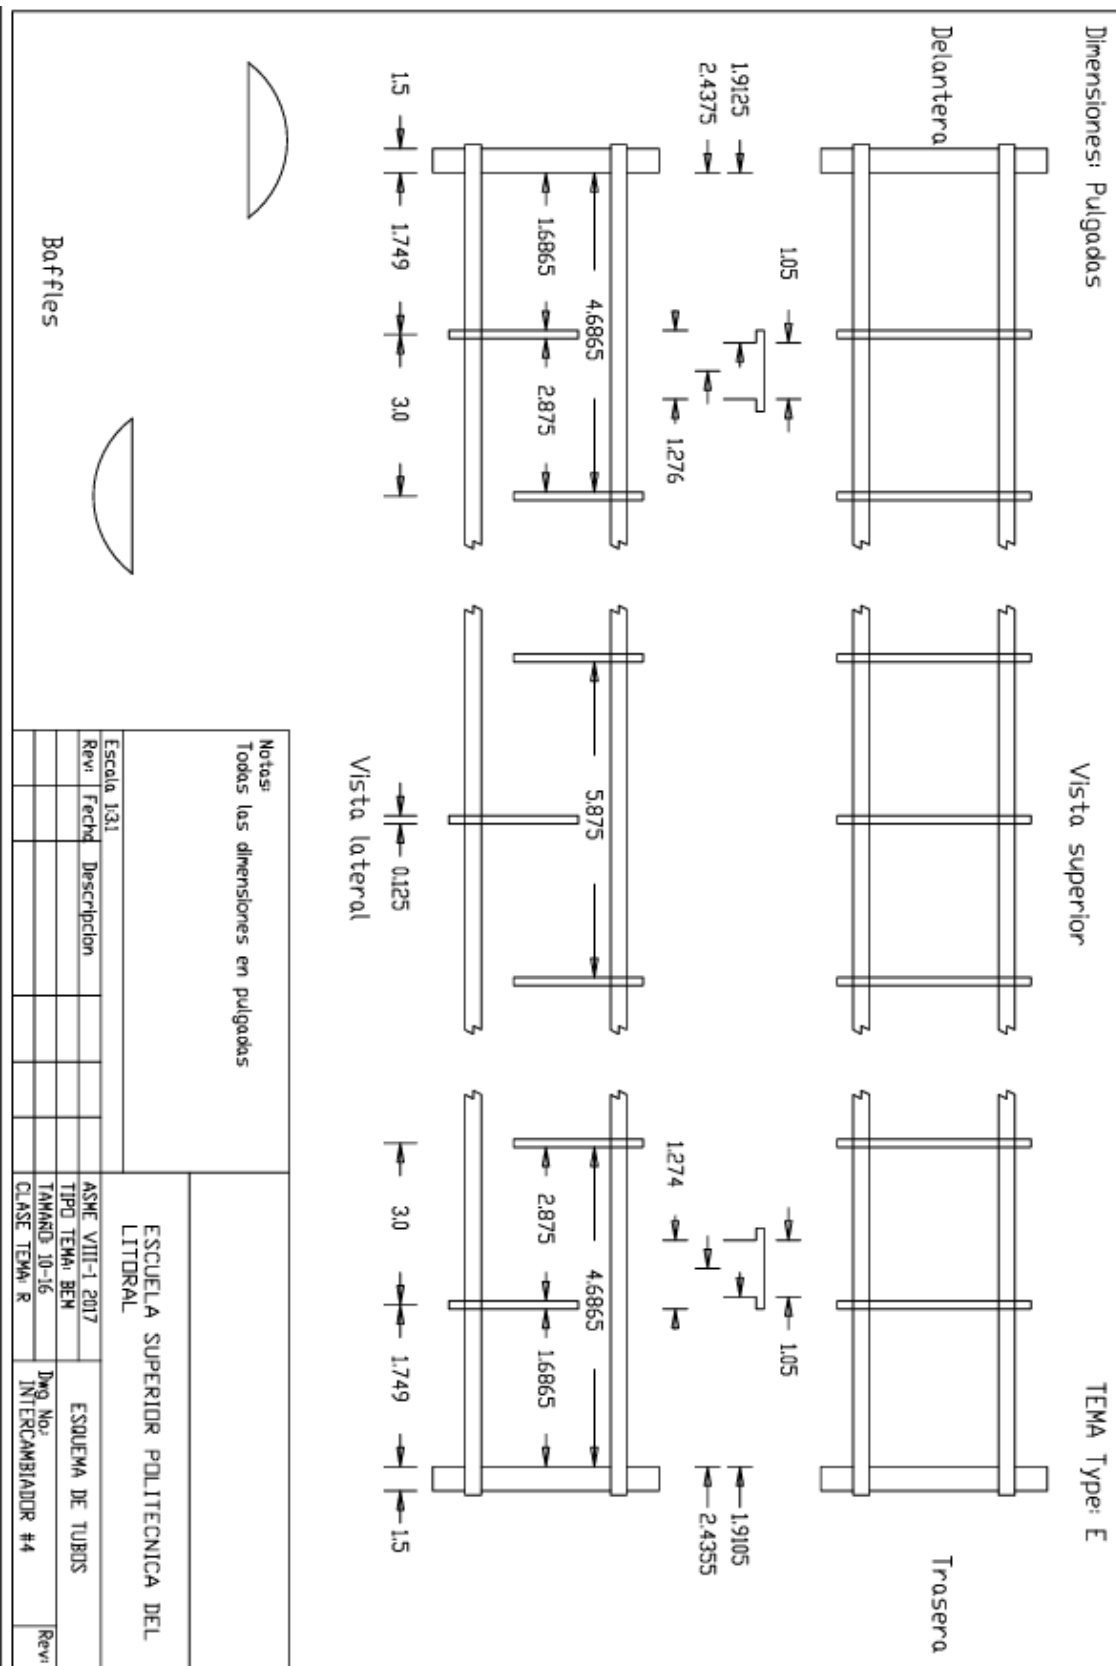 Dimensiones: Pulgadas
Vista superior
TEMA Type: E
Delantera
Trasera
1.05
1.05
1.9125
2.4375
1.9105
2.4355
1.276
1.274
4.6865
5.875
4.6865
1.6865
2.875
2.875
1.6865
1.5
1.749
3.0
0.125
3.0
1.749
1.5
Vista lateral
Baffles
Notas:
Todas las dimensiones en pulgadas
Escala 1:3.1
Rev: Fecha Descripcion
ESCUELA SUPERIOR POLITECNICA DEL
LITORAL
ASME VIII-1 2017
TIPO TEMA: BEM
TAMAÑO: 10-16
CLASE TEMA: R
ESQUEMA DE TUBOS
Dwg No.:
INTERCAMBIADOR #4
Rev: